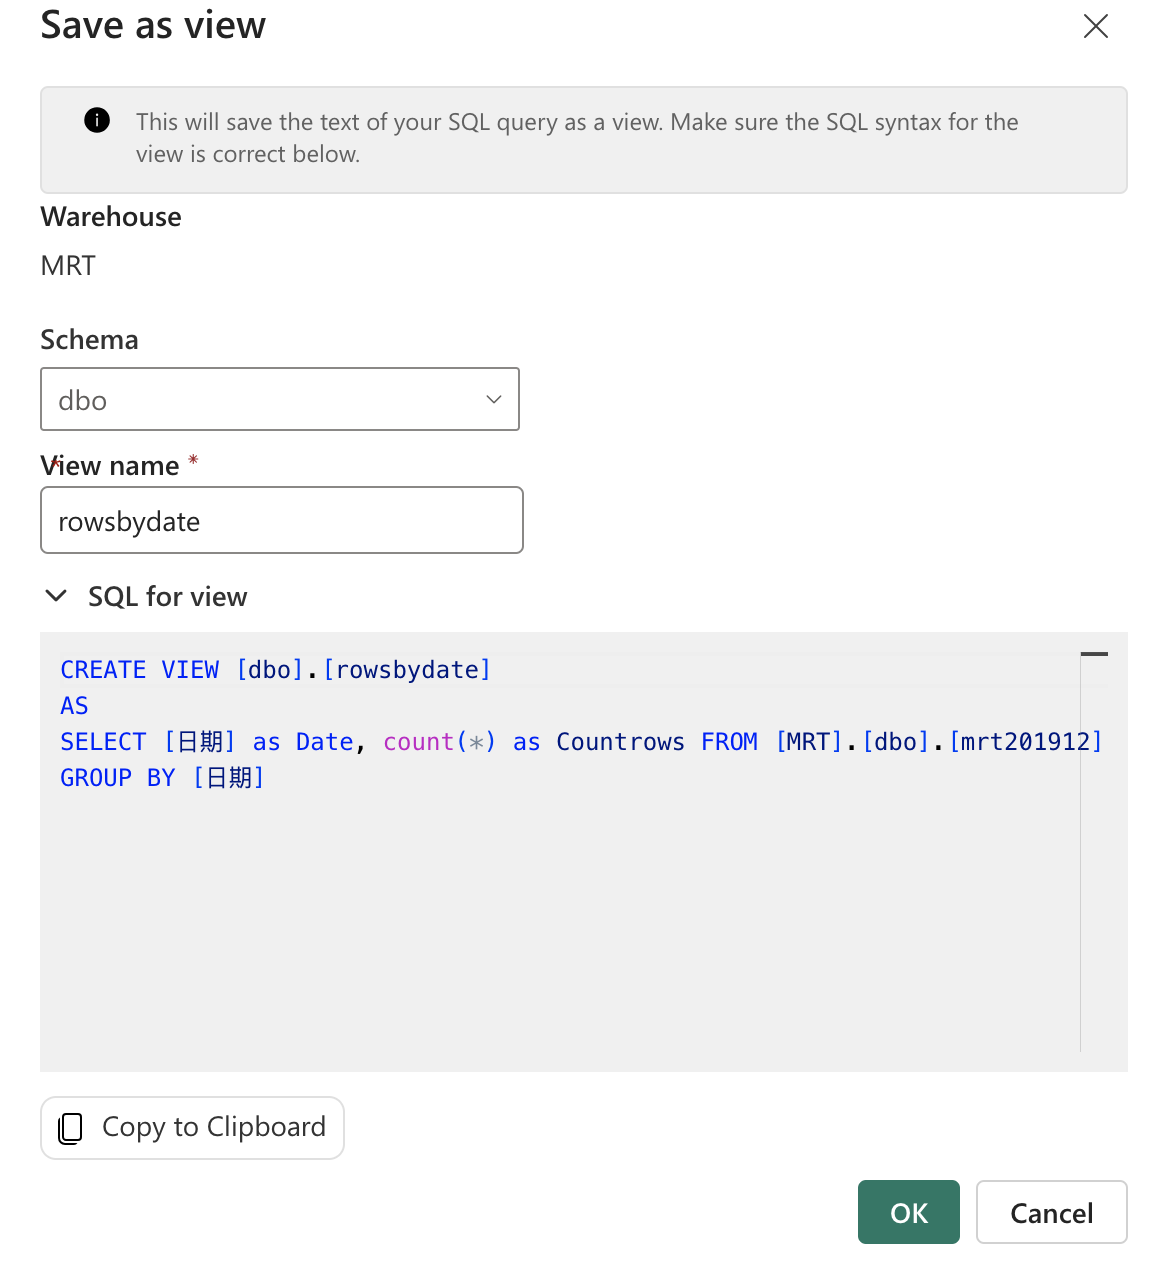 Save as view
This will save the text of your SQL query as a view. Make sure the SQL syntax for the
view is correct below.
Warehouse
MRT
Schema
dbo
View name *
rowsbydate
SQL for view
CREATE VIEW [dbo].[rowsbydate]
AS
SELECT [日期] as Date, count(*) as Countrows FROM [MRT].[dbo].[mrt201912]
GROUP BY [日期]
Copy to Clipboard
OK
Cancel